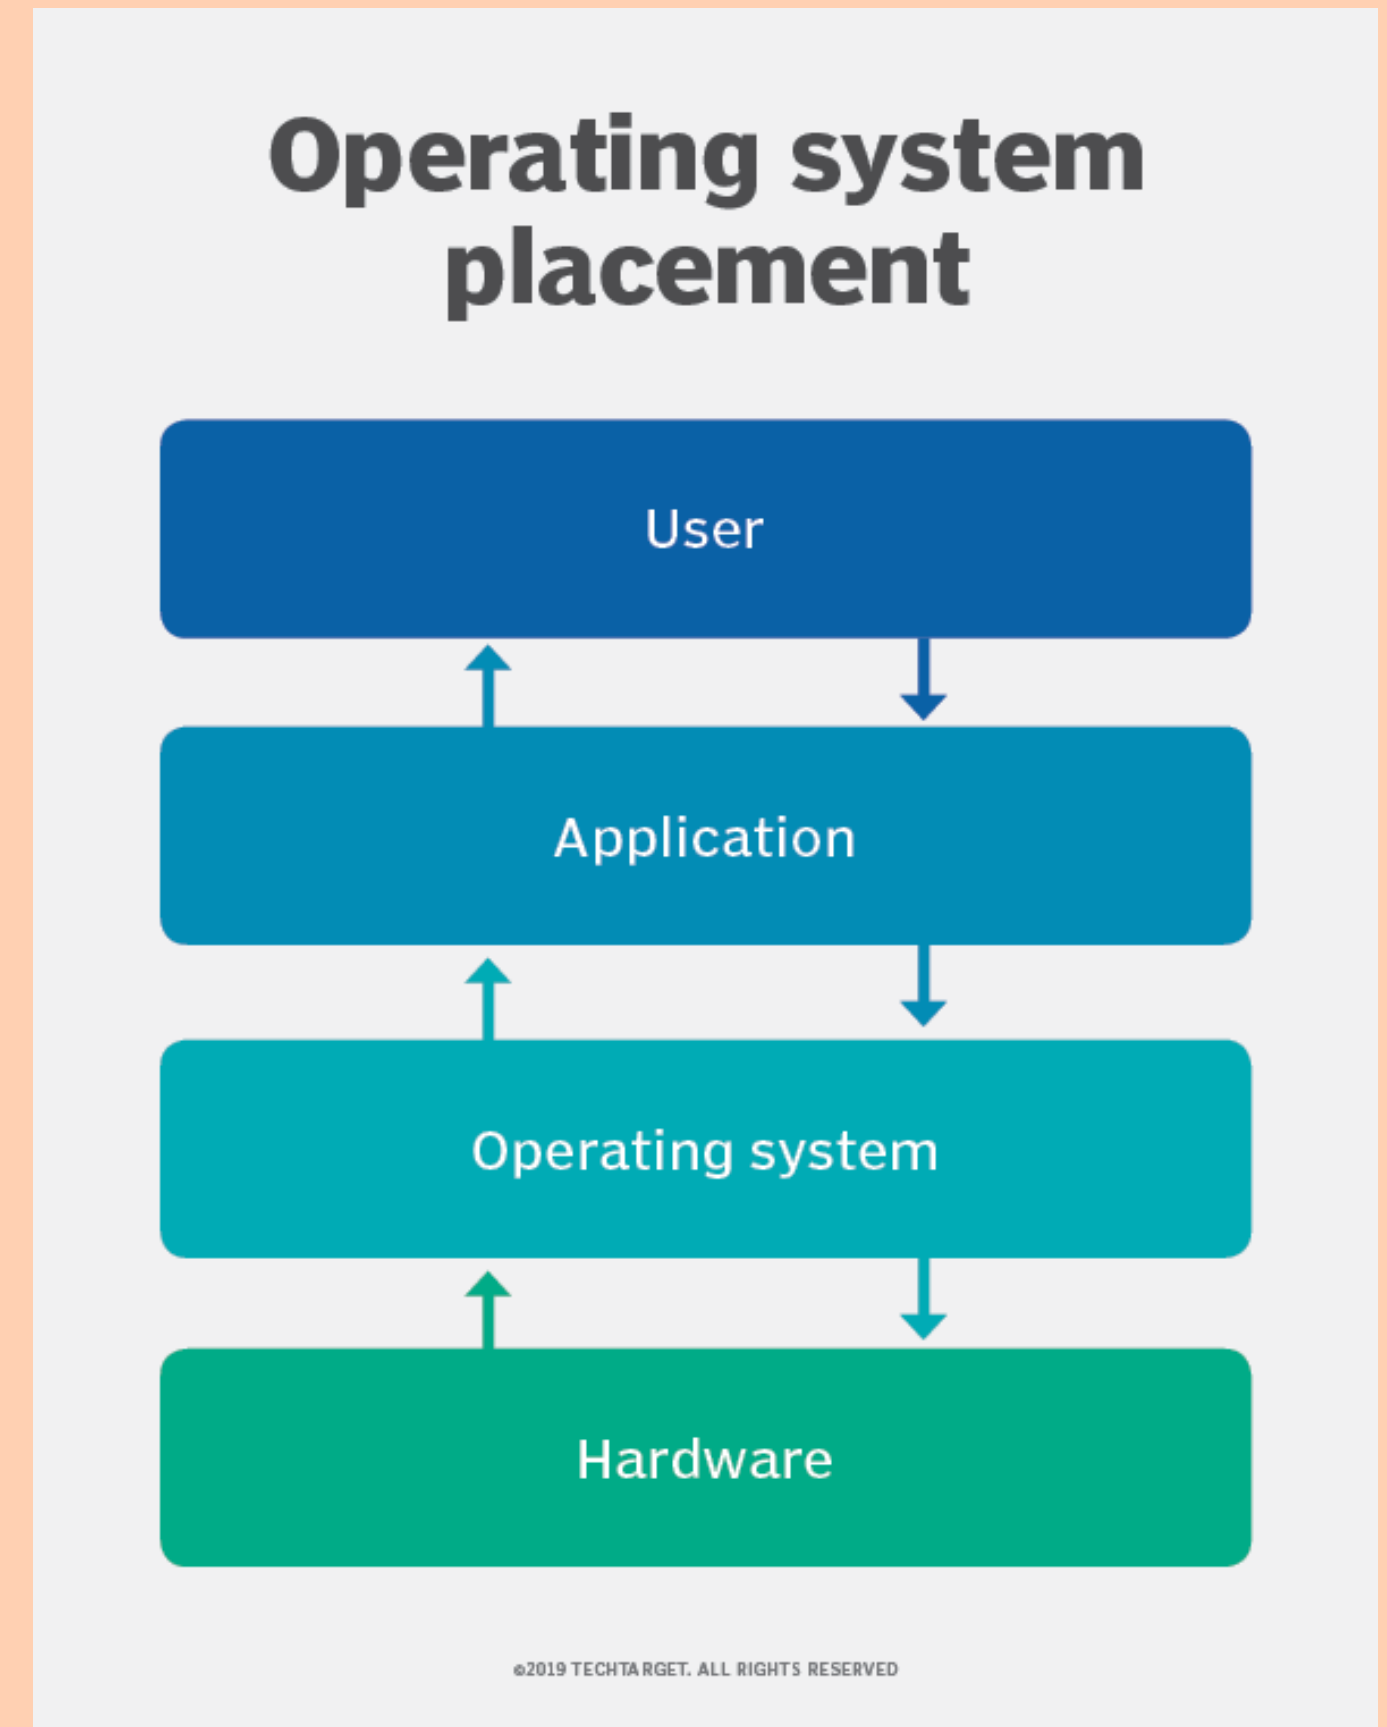 Operating system
placement
User
Application
Operating system
Hardware
©2019 TECHTARGET. ALL RIGHTS RESERVED